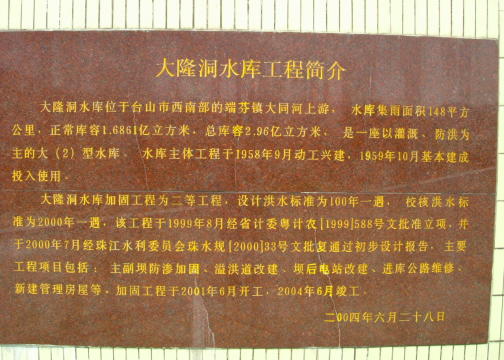 大隆洞水库工程简介
大隆洞水库位于台山市西南部的端芬镇大同河上游， 水库集雨面积148平方
公里，正常库容1.6861亿立方米，总库容2.96亿立方米， 是一座以灌溉、防洪为
主的大（2）型水库、 水库主体工程于1958年9月动工兴建，1959年10月基本建成
投入使用。
大隆洞水库加固工程为二等工程，设计洪水标准为100年一遇， 校核洪水标
准为2000年一遇，该工程于1999年8月经省计委粤计农[1999]588号文批准立项，并
于2000年7月经珠江水利委员会珠水规[2000]33号文批复通过初步设计报告、主要
工程项目包括：主副坝防渗加固、溢洪道改建、坝后电站改建、进库公路维修、
新建管理房屋等，加固工程于2001年6月开工，2004年6月竣工。
二00四年六月二十八日